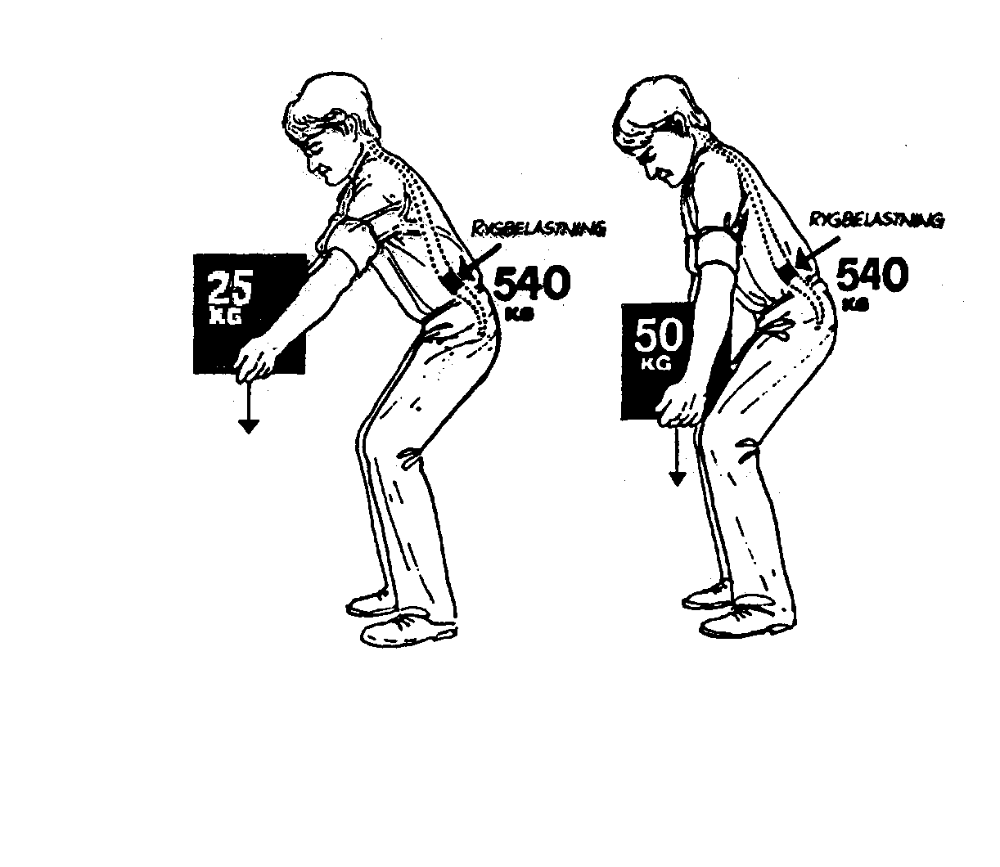 RYGBELASTNING
25
KG
540
KG
RYGBELASTNING
50
KG
540
KG